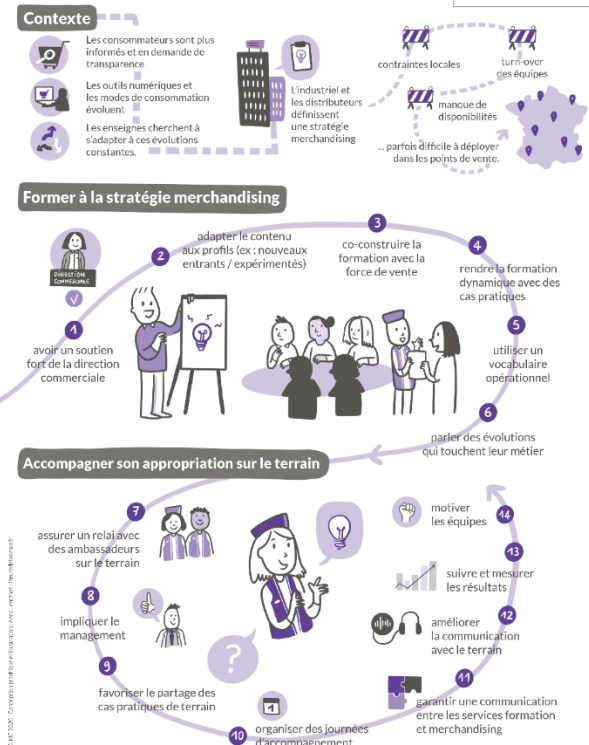 Contexte
Les consommateurs sont plus
informés et en demande de
transparence
Les outils numériques et
les modes de consommation
évoluent
Les enseignes cherchent à
s'adapter à ces évolutions
constantes.
L'industriel et
les distributeurs
définissent
une stratégie
merchandising
contraintes locales
turn-over
des équipes
manque de
disponibilités
... parfois difficile à déployer
dans les points de vente.
Former à la stratégie merchandising
DIRECTION
COMMERCIALE
1
avoir un soutien
fort de la direction
commerciale
2
adapter le contenu
aux profils (ex : nouveaux
entrants / expérimentés)
3
co-construire la
formation avec la
force de vente
4
rendre la formation
dynamique avec des
cas pratiques
5
utiliser un
vocabulaire
opérationnel
6
parler des évolutions
qui touchent leur métier
Accompagner son appropriation sur le terrain
7
assurer un relai avec
des ambassadeurs
sur le terrain
8
impliquer le
management
9
favoriser le partage des
cas pratiques de terrain
?
1
10
organiser des journées
d'accompagnement
11
garantir une communication
entre les services formation
et merchandising
12
améliorer
la communication
avec le terrain
13
suivre et mesurer
les résultats
14
motiver
les équipes